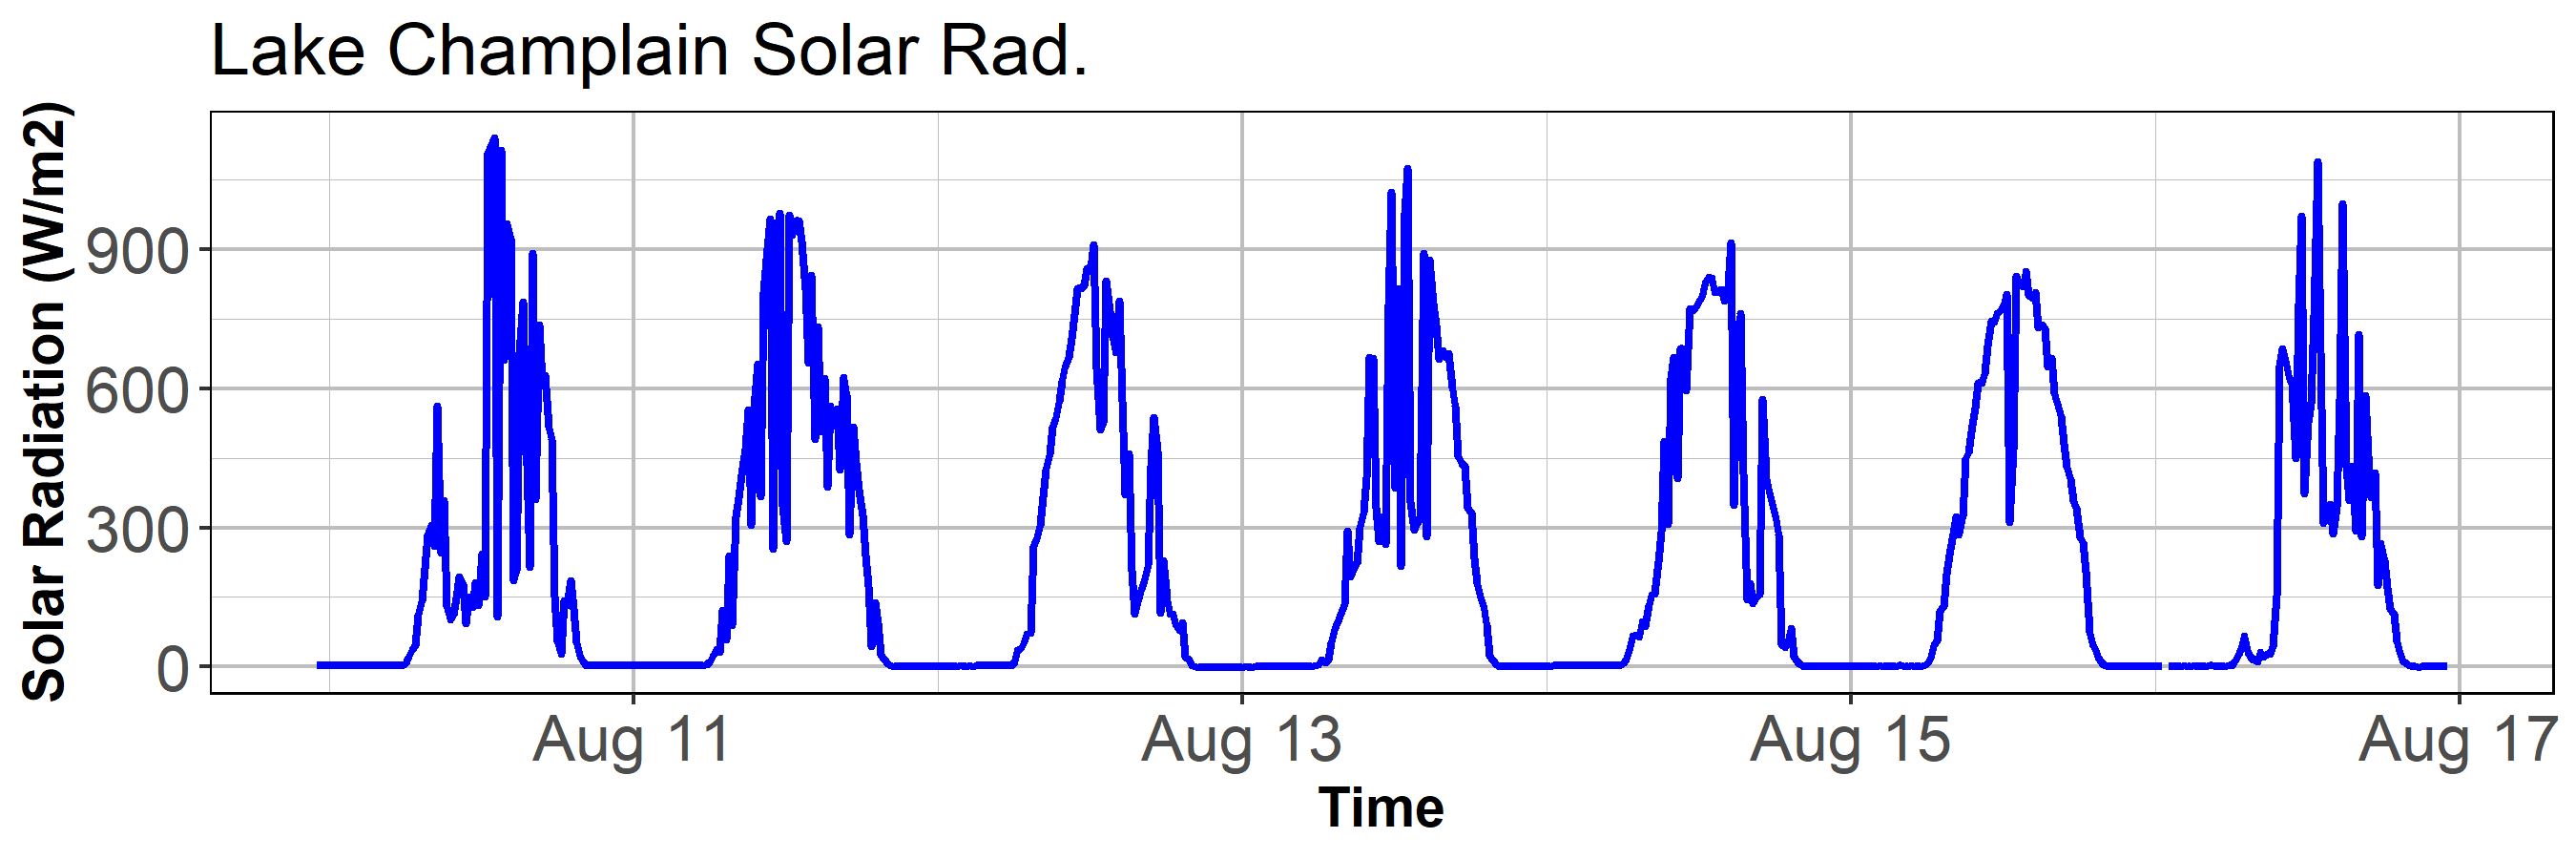 Lake Champlain Solar Rad.
Solar Radiation (W/m2)
900
600
300
0
Aug 11
Aug 13
Aug 15
Aug 17
Time